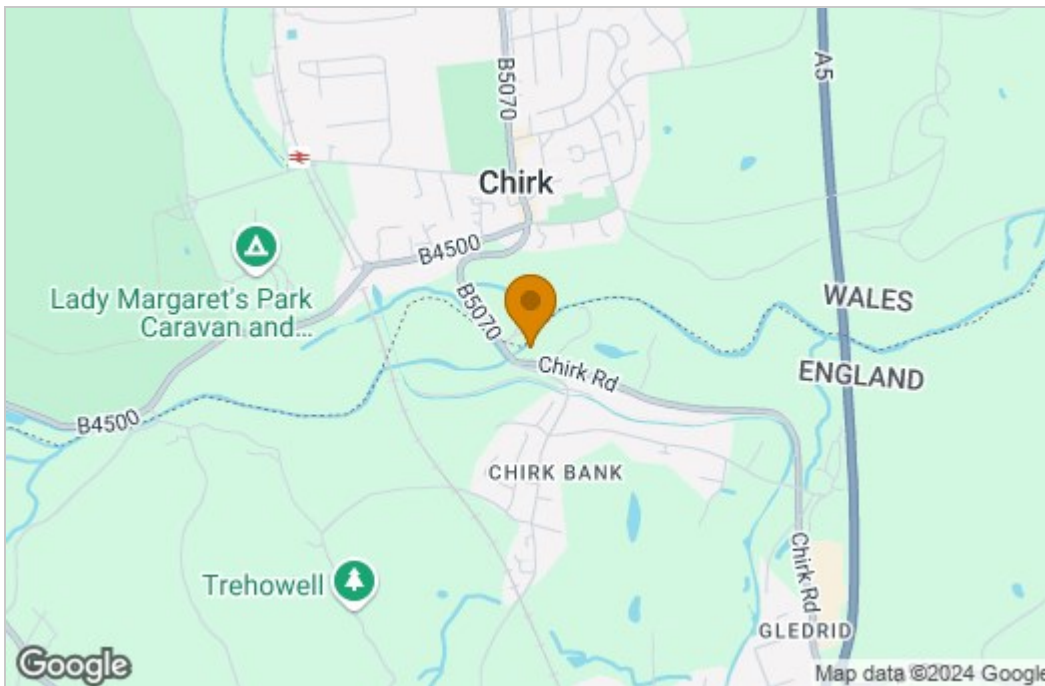 B5070
A5
Chirk
B4500
Lady Margaret's Park
Caravan and...
B5070
WALES
Chirk Rd
ENGLAND
B4500
CHIRK BANK
Chirk Rd
Trehowell
GLEDRID
Google
Map data ©2024 Google